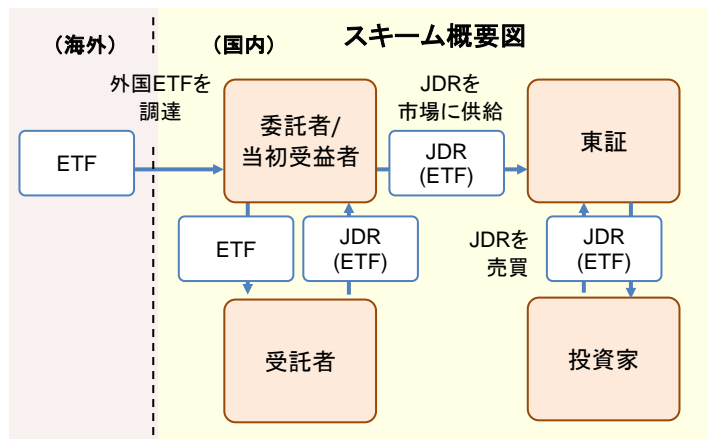 スキーム概要図
（海外）
（国内）
外国ETFを
調達
JDRを
市場に供給
委託者/
当初受益者
東証
ETF
JDR
(ETF)
ETF
JDR
(ETF)
JDRを
売買
JDR
(ETF)
受託者
投資家